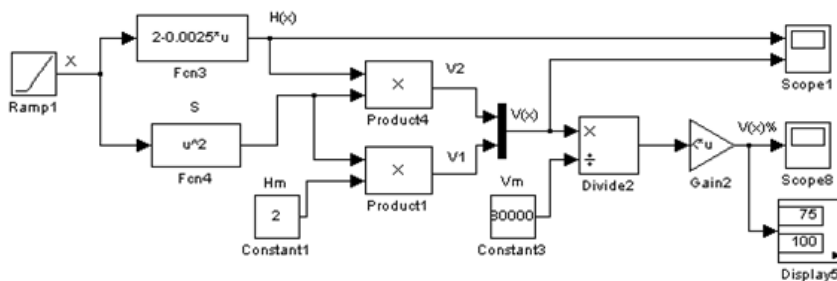 H(x)
2-0.0025*u
X
Fcn3
Ramp1
S
u^2
Fcn4
V2
×
Product4
V(x)
Scope1
×
Product1
V1
Hm
2
Constant1
Vm
80000
Constant3
×
÷
Divide2
Gain2
V(x)%
Scope8
75
100
Display5